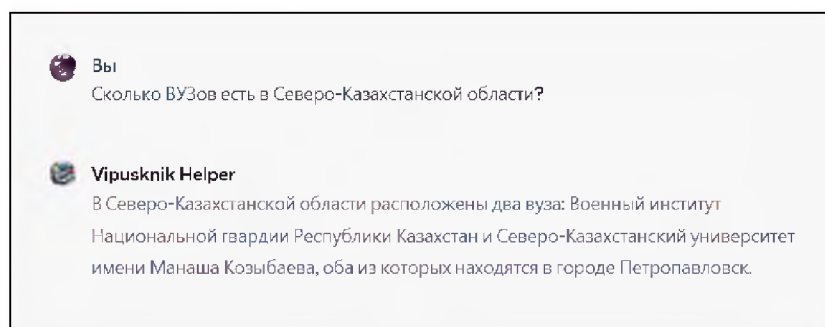 Вы
Сколько ВУЗов есть в Северо-Казахстанской области?
Vipusknik Helper
В Северо-Казахстанской области расположены два вуза: Военный институт
Национальной гвардии Республики Казахстан и Северо-Казахстанский университет
имени Манаша Козыбаева, оба из которых находятся в городе Петропавловск.